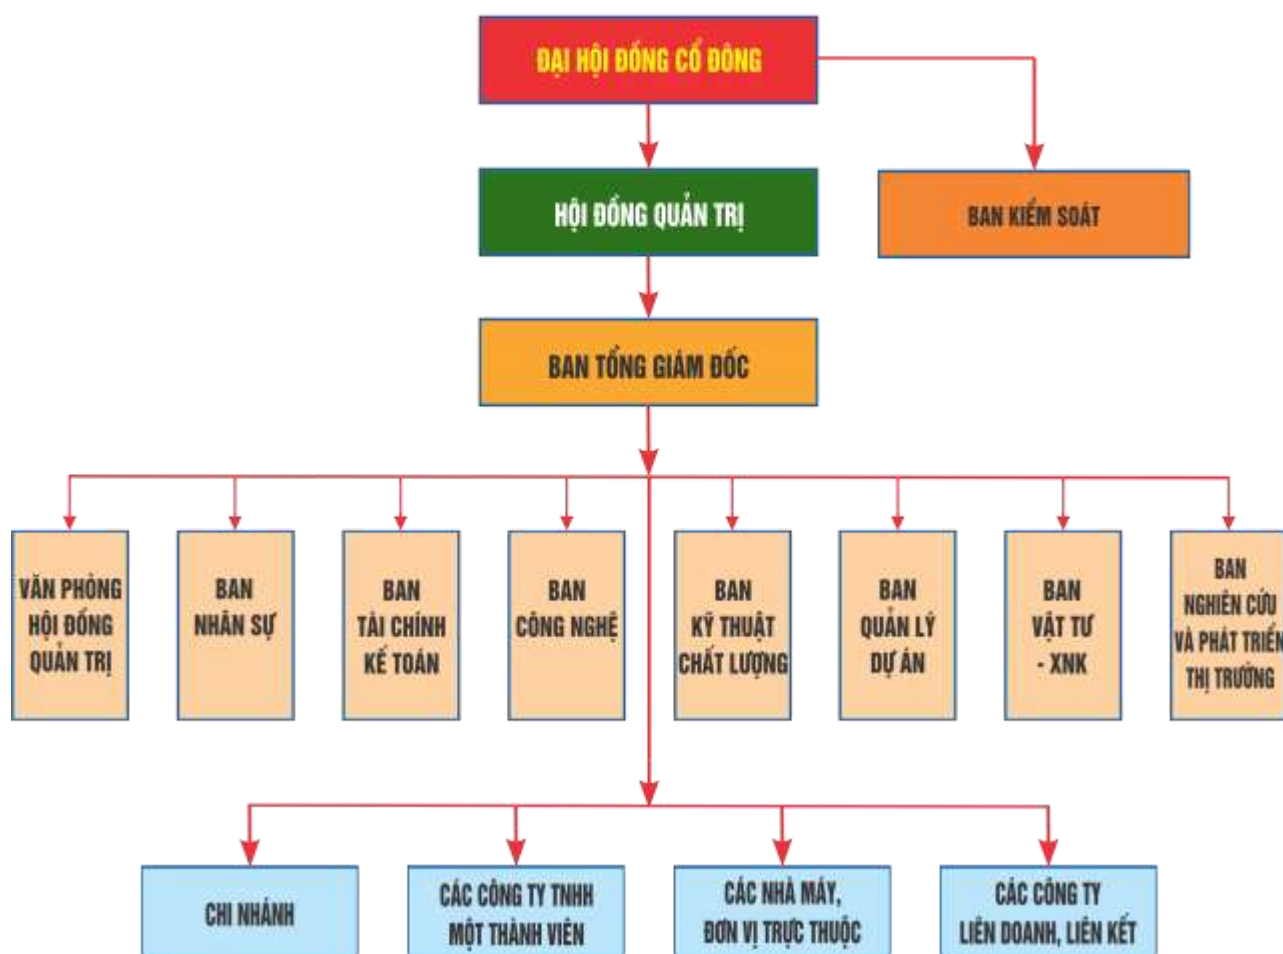 ĐẠI HỘI ĐỒNG CỔ ĐÔNG
HỘI ĐỒNG QUẢN TRỊ
BAN KIỂM SOÁT
BAN TỔNG GIÁM ĐỐC
VĂN PHÒNG
HỘI ĐỒNG
QUẢN TRỊ
BAN
NHÂN SỰ
BAN
TÀI CHÍNH
KẾ TOÁN
BAN
CÔNG NGHỆ
BAN
KỸ THUẬT
CHẤT LƯỢNG
BAN
QUẢN LÝ
DỰ ÁN
BAN
VẬT TƯ
- XNK
BAN
NGHIÊN CỨU
VÀ PHÁT TRIỂN
THỊ TRƯỜNG
CHI NHÁNH
CÁC CÔNG TY TNHH
MỘT THÀNH VIÊN
CÁC NHÀ MÁY,
ĐƠN VỊ TRỰC THUỘC
CÁC CÔNG TY
LIÊN DOANH, LIÊN KẾT